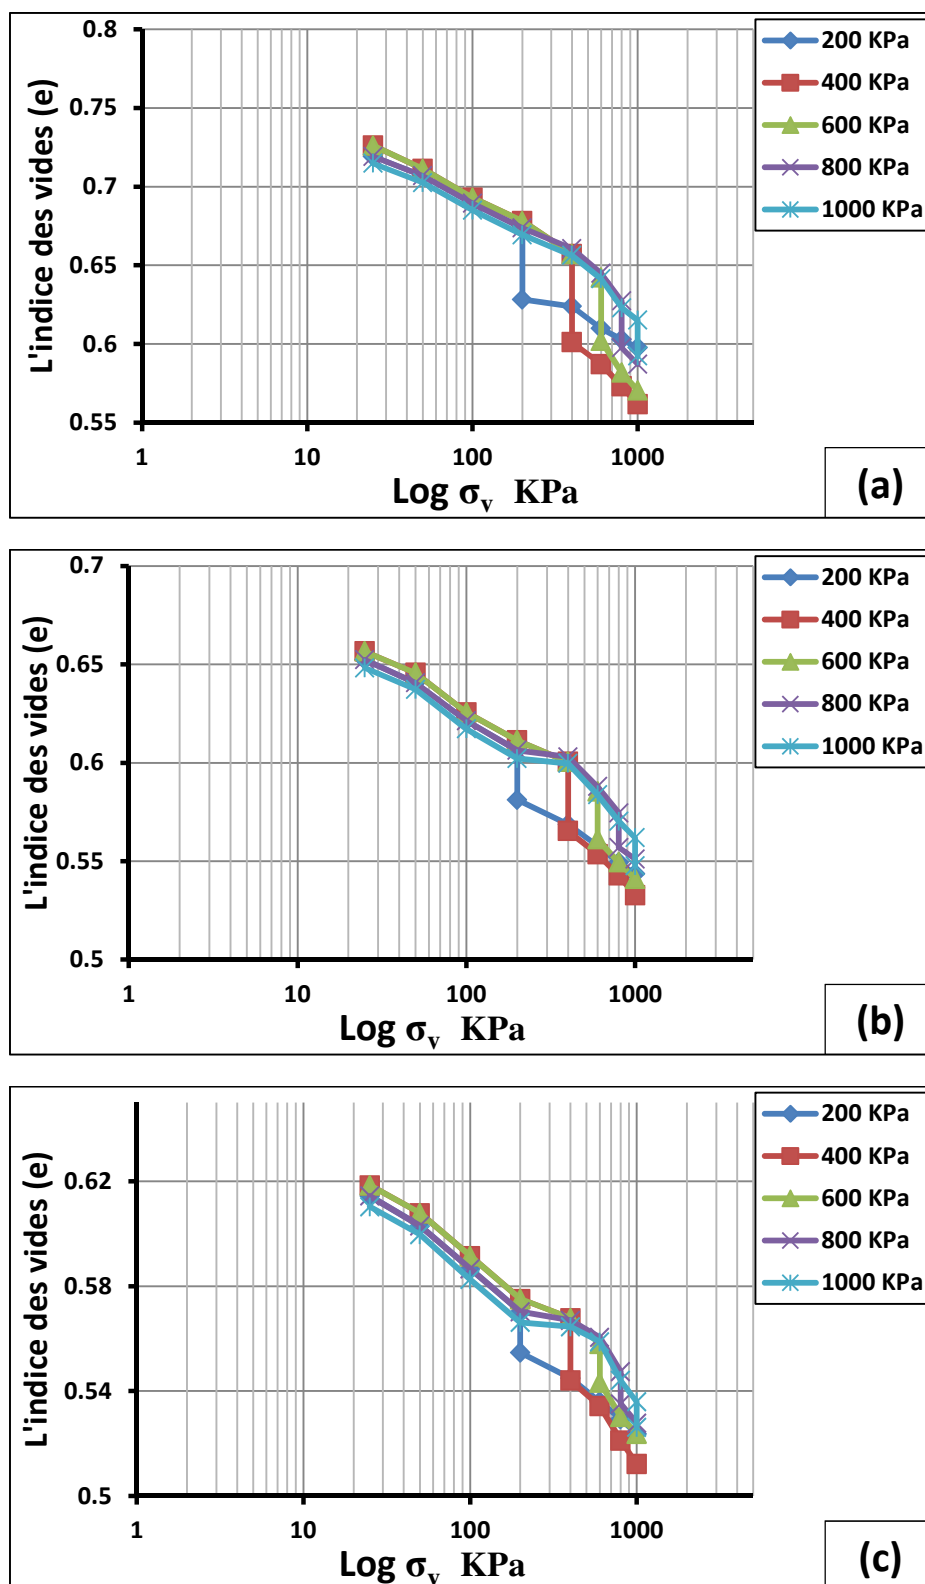 L'indice des vides (e)
0.8
0.75
0.7
0.65
0.6
0.55
1 10 100 1000
Log σv KPa
200 KPa
400 KPa
600 KPa
800 KPa
1000 KPa
(a)
L'indice des vides (e)
0.7
0.65
0.6
0.55
0.5
1 10 100 1000
Log σv KPa
200 KPa
400 KPa
600 KPa
800 KPa
1000 KPa
(b)
L'indice des vides (e)
0.62
0.58
0.54
0.5
1 10 100 1000
Log σv KPa
200 KPa
400 KPa
600 KPa
800 KPa
1000 KPa
(c)